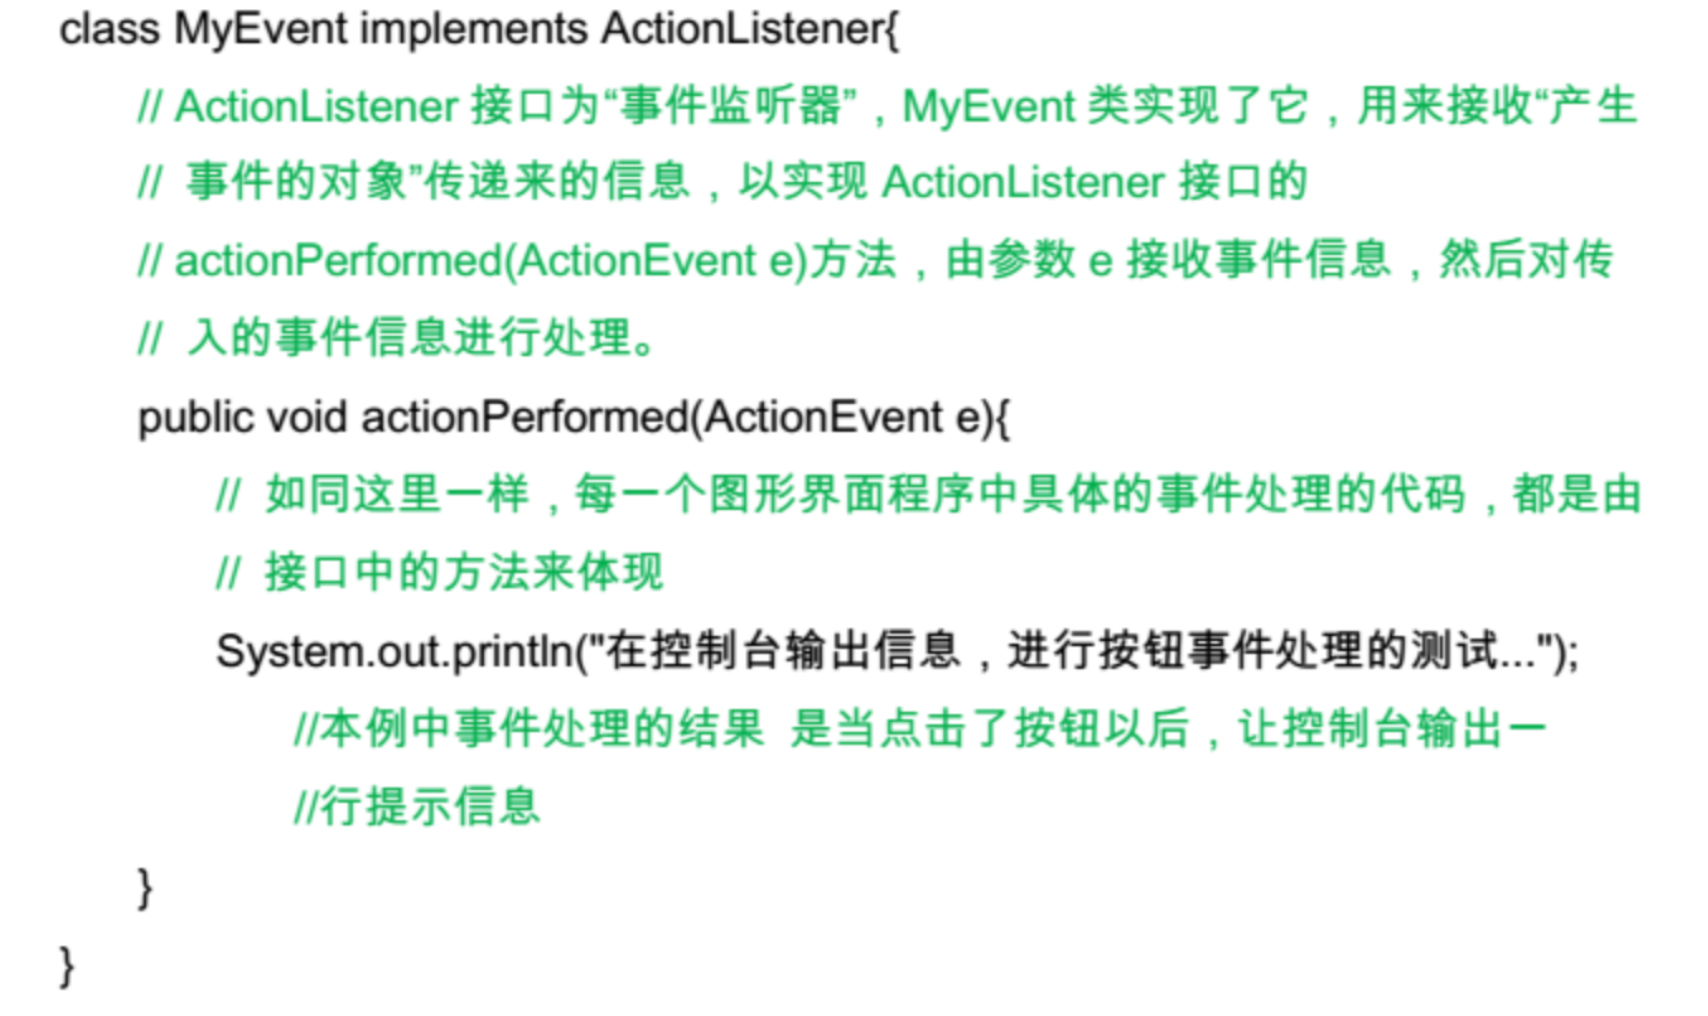 class MyEvent implements ActionListener{
// ActionListener 接口为“事件监听器”，MyEvent 类实现了它，用来接收“产生
// 事件的对象”传递来的信息，以实现 ActionListener 接口的
// actionPerformed(ActionEvent e)方法，由参数 e 接收事件信息，然后对传
// 入的事件信息进行处理。
public void actionPerformed(ActionEvent e){
// 如同这里一样，每一个图形界面程序中具体的事件处理的代码，都是由
// 接口中的方法来体现
System.out.println("在控制台输出信息，进行按钮事件处理的测试...");
//本例中事件处理的结果 是当点击了按钮以后，让控制台输出一
//行提示信息
}
}